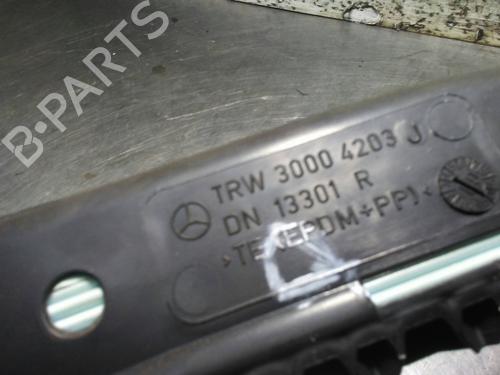 B-PARTS
TRW 3000 4203 J
DN 13301 R
>TE(EPDM+PP)<